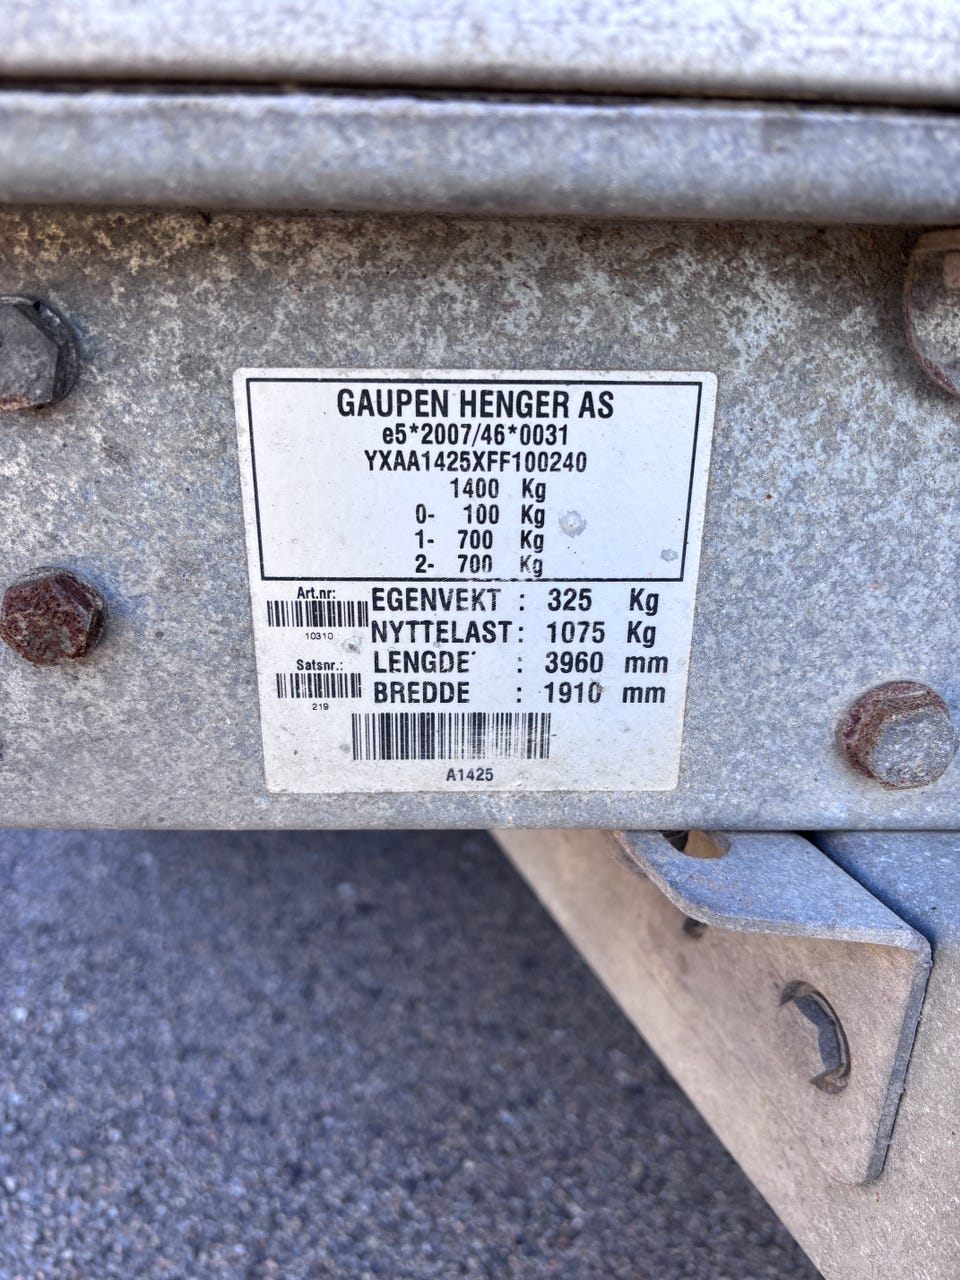 GAUPEN HENGER AS
e5*2007/46*0031
YXAA1425XFF100240
1400 Kg
0- 100 Kg
1- 700 Kg
2- 700 Kg
Art.nr:
10310
EGENVEKT : 325 Kg
NYTTELAST : 1075 Kg
Satsnr.:
219
LENGDE : 3960 mm
BREDDE : 1910 mm
A1425